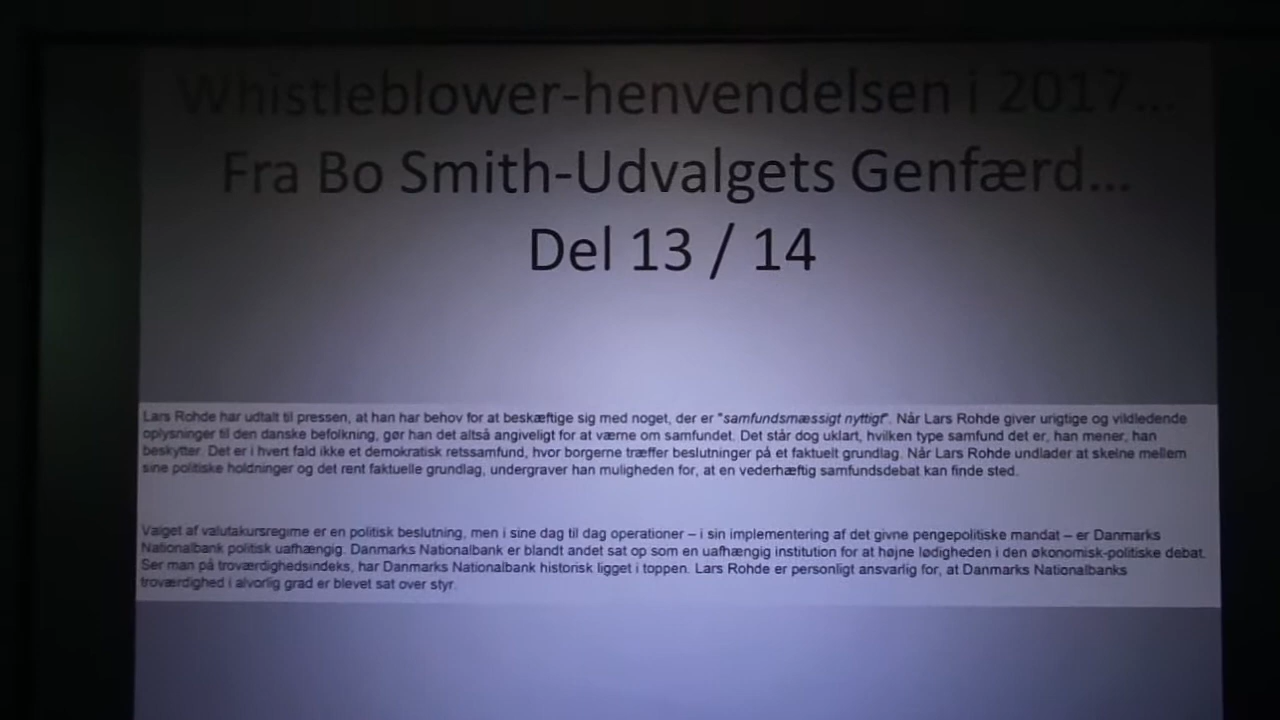 Whistleblower-henvendelsen i 2017...
Fra Bo Smith-Udvalgets Genfærd...
Del 13 / 14
Lars Rohde har udtalt til pressen, at han har behov for at beskæftige sig med noget, der er "samfundsmæssigt nyttigt". Når Lars Rohde giver urigtige og vildledende
oplysninger til den danske befolkning, gør han det altså angiveligt for at værne om samfundet. Det står dog uklart, hvilken type samfund det er, han mener, han
beskytter. Det er i hvert fald ikke et demokratisk retssamfund, hvor borgerne træffer beslutninger på et faktuelt grundlag. Når Lars Rohde undlader at skelne mellem
sine politiske holdninger og det rent faktuelle grundlag, undergraver han muligheden for, at en vederhæftig samfundsdebat kan finde sted.
Valget af valutakursregime er en politisk beslutning, men i sine dag til dag operationer – i sin implementering af det givne pengepolitiske mandat – er Danmarks
Nationalbank politisk uafhængig. Danmarks Nationalbank er blandt andet sat op som en uafhængig institution for at højne lødigheden i den økonomisk-politiske debat.
Ser man på troværdighedsindeks, har Danmarks Nationalbank historisk ligget i toppen. Lars Rohde er personligt ansvarlig for, at Danmarks Nationalbanks
troværdighed i alvorlig grad er blevet sat over styr.